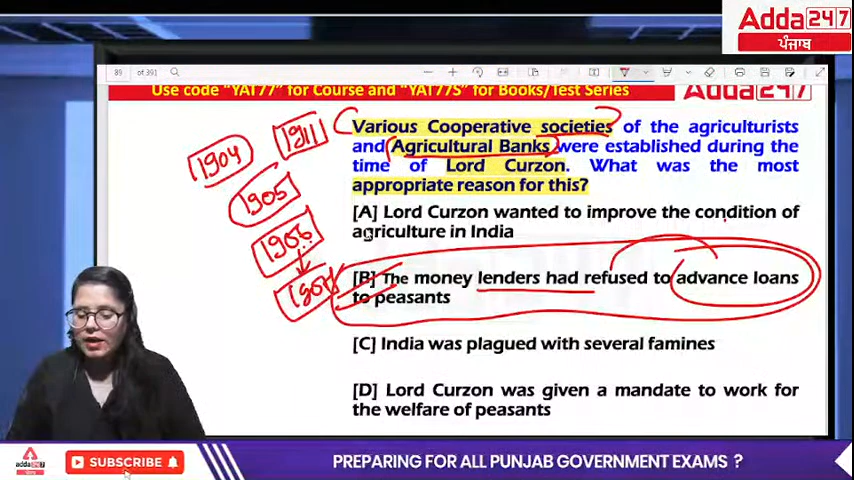 Adda247
ਪੰਜਾਬ
89 of 391
Use code "YAT77" for Course and "YAT77S" for Books/Test Series
Adda247
1904
1911
1905
1906
Various Cooperative societies of the agriculturists
and Agricultural Banks were established during the
time of Lord Curzon. What was the most
appropriate reason for this?
[A] Lord Curzon wanted to improve the condition of
agriculture in India
[B] The money lenders had refused to advance loans
to peasants
[C] India was plagued with several famines
[D] Lord Curzon was given a mandate to work for
the welfare of peasants
adda247
ਪੰਜਾਬ
SUBSCRIBE
PREPARING FOR ALL PUNJAB GOVERNMENT EXAMS ?